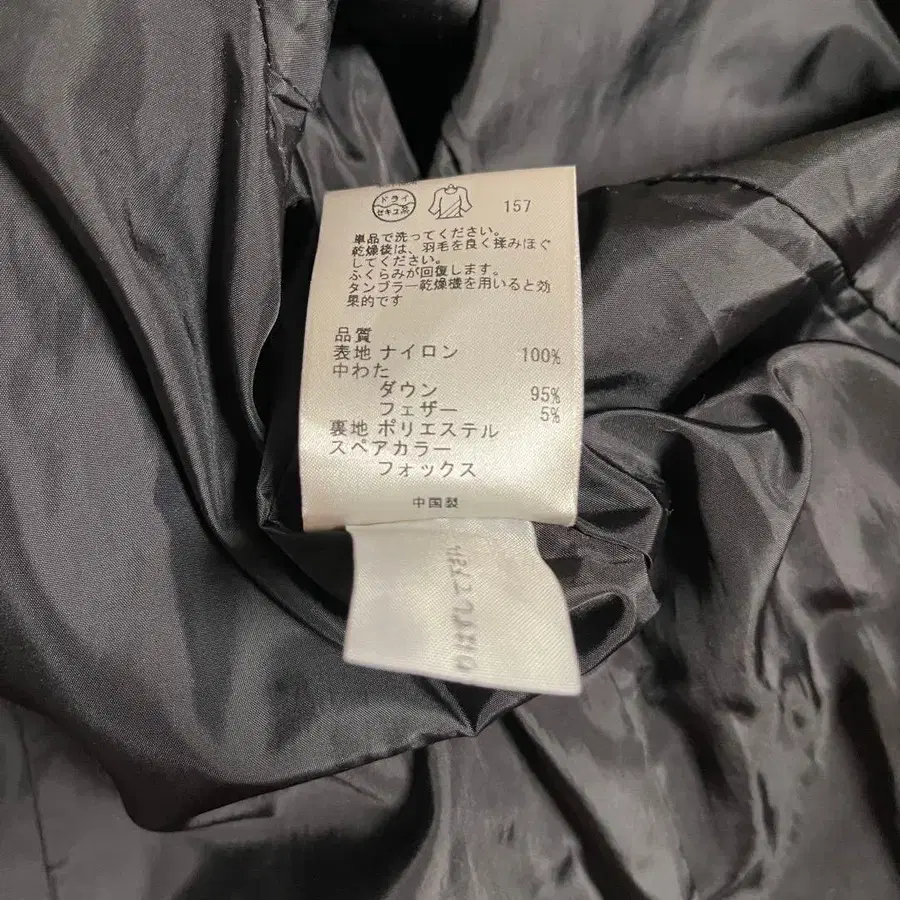 ドライ
セキユ系
157
単品で洗ってください。
乾燥後は、羽毛を良く揉みほぐ
してください。
ふくらみが回復します。
タンブラー乾燥機を用いると効
果的です
品質
表地 ナイロン 100%
中わた
ダウン 95%
フェザー 5%
裏地 ポリエステル
スペアカラー
フォックス
中国製